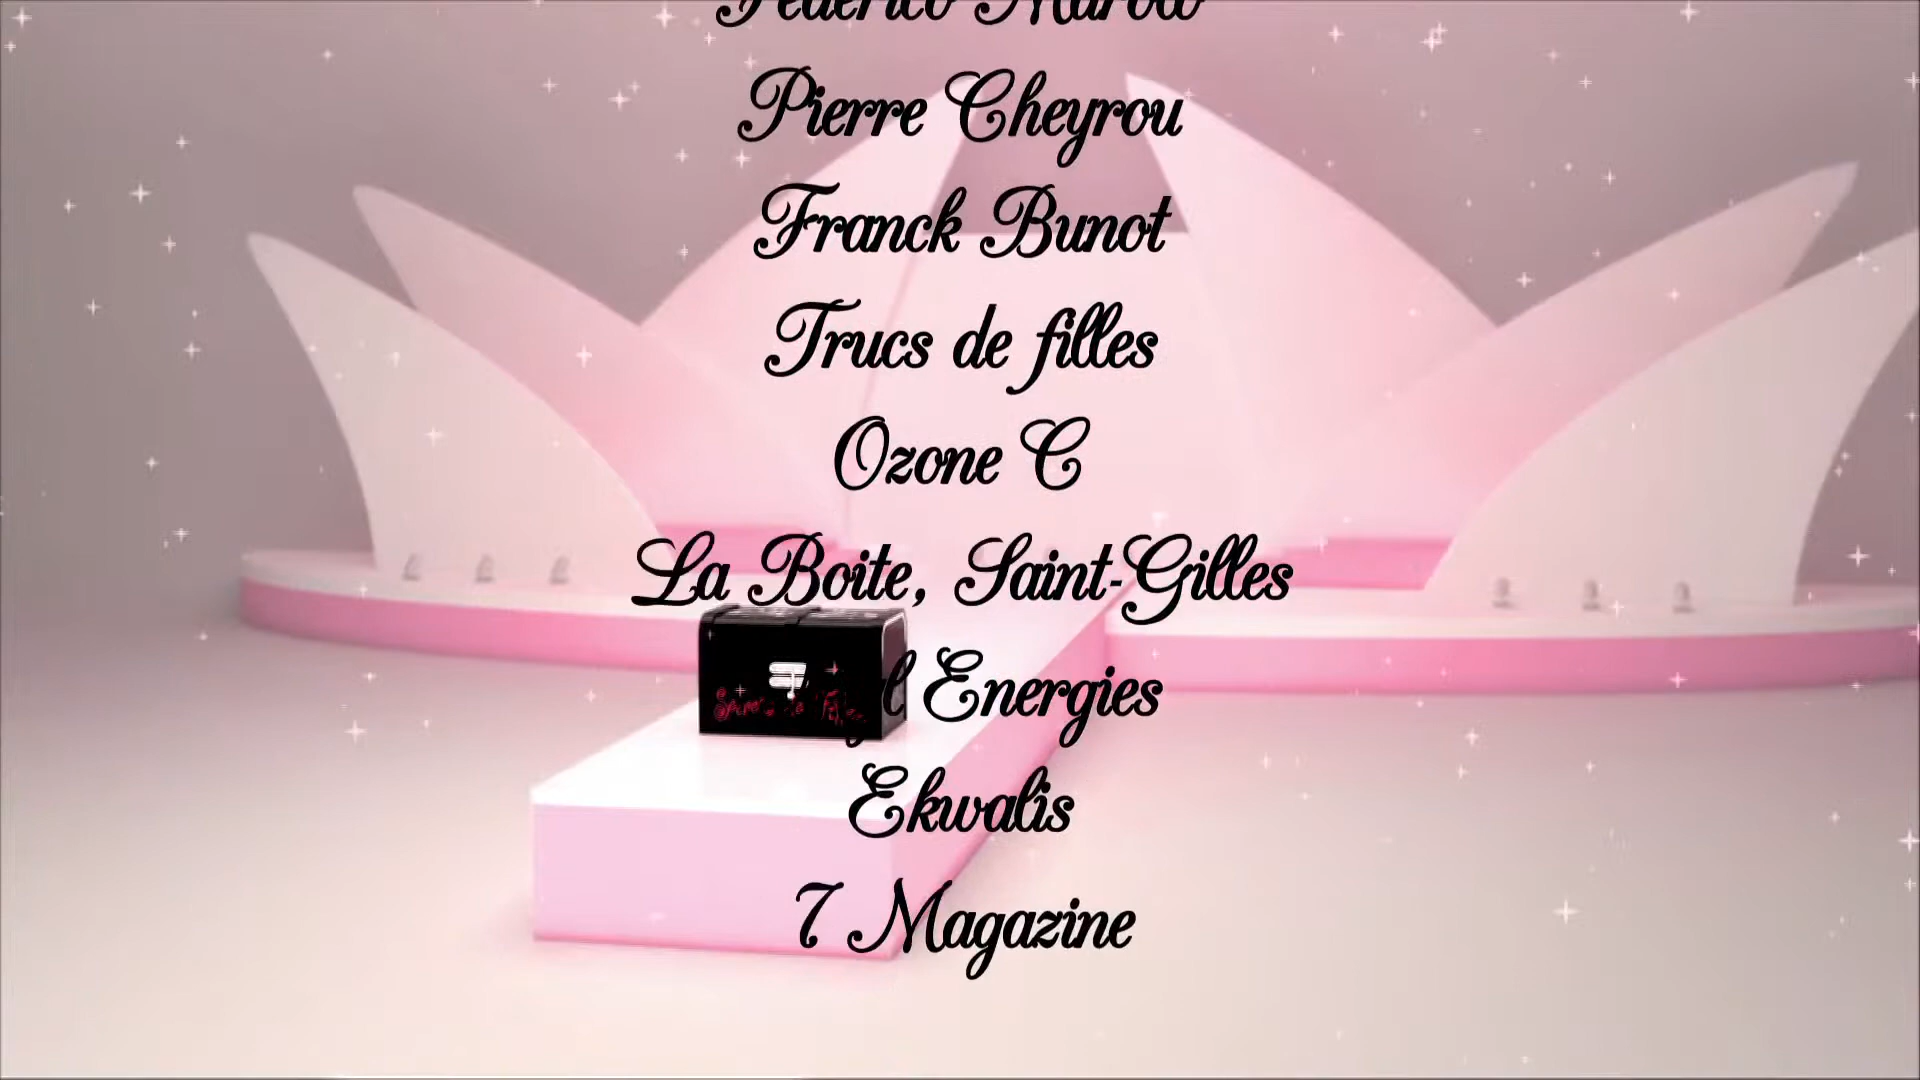 Pierre Cheyrou
Franck Bunot
Trucs de filles
Ozone C
La Boite, Saint-Gilles
Energies
Ekwalis
7 Magazine